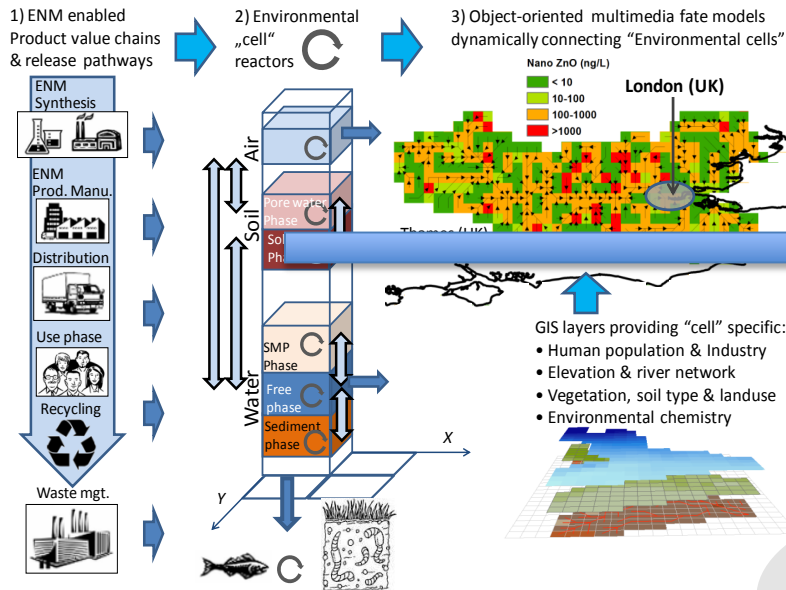 1) ENM enabled
Product value chains
& release pathways
2) Environmental
„cell“
reactors
3) Object-oriented multimedia fate models
dynamically connecting “Environmental cells”
ENM
Synthesis
ENM
Prod. Manu.
Distribution
Use phase
Recycling
Waste mgt.
Air
Soil
Water
Pore water
Phase
SMP
Phase
Free
phase
Sediment
phase
X
Y
Nano ZnO (ng/L)
< 10
10-100
100-1000
>1000
London (UK)
GIS layers providing “cell” specific:
• Human population & Industry
• Elevation & river network
• Vegetation, soil type & landuse
• Environmental chemistry